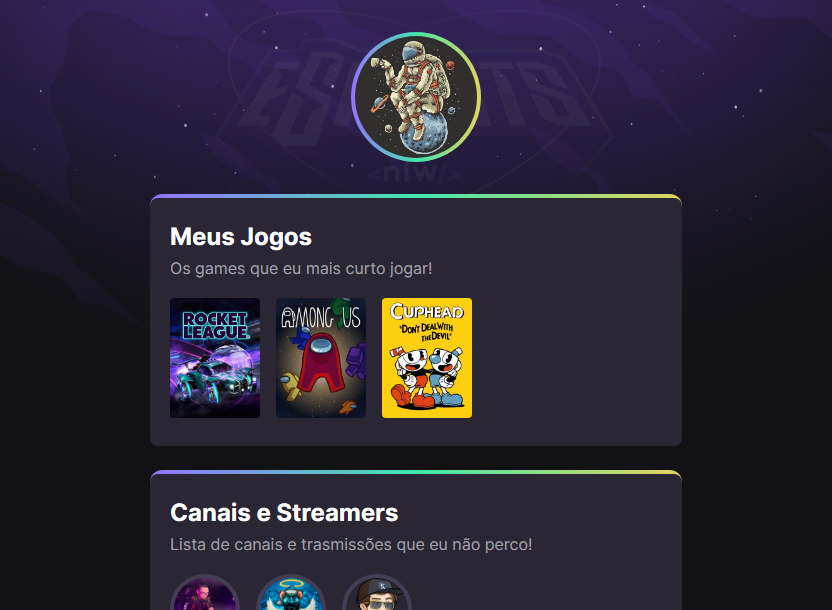 ESPORTS
<nlw/>
Meus Jogos
Os games que eu mais curto jogar!
ROCKET
LEAGUE
AMONG US
CUPHEAD
"DON'T DEAL WITH
THE DEVIL"
Canais e Streamers
Lista de canais e trasmissões que eu não perco!